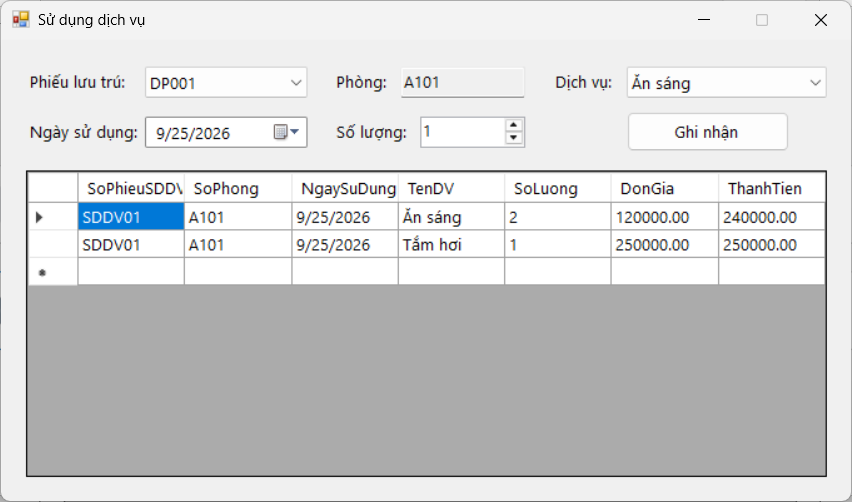 Sử dụng dịch vụ
Phiếu lưu trú: DP001 Phòng: A101 Dịch vụ: Ăn sáng
Ngày sử dụng: 9/25/2026 Số lượng: 1 Ghi nhận
SoPhieuSDDV SoPhong NgaySuDung TenDV SoLuong DonGia ThanhTien
SDDV01 A101 9/25/2026 Ăn sáng 2 120000.00 240000.00
SDDV01 A101 9/25/2026 Tắm hơi 1 250000.00 250000.00